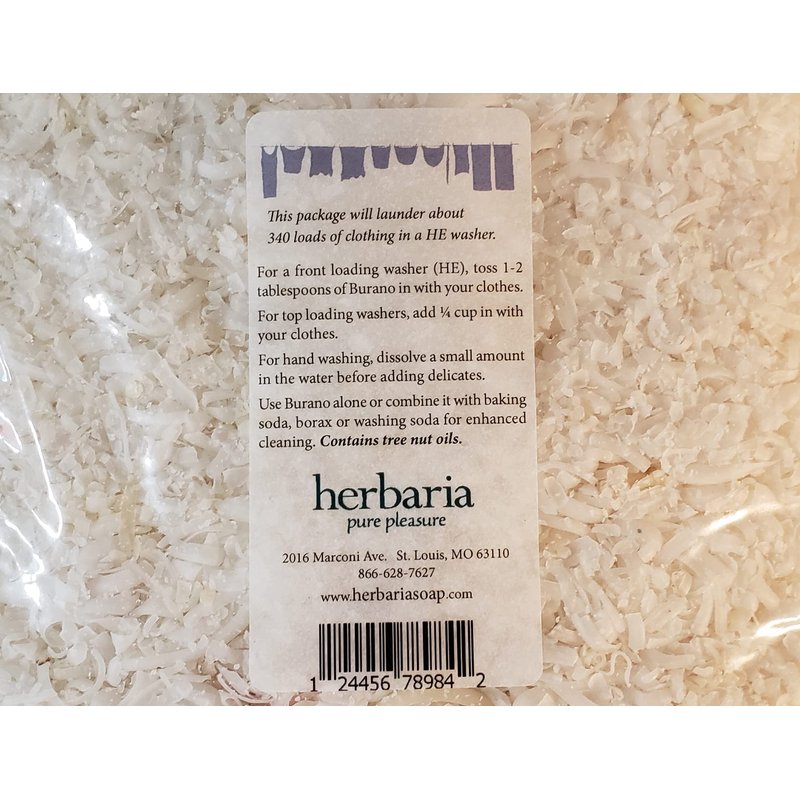 This package will launder about
340 loads of clothing in a HE washer.
For a front loading washer (HE), toss 1-2
tablespoons of Burano in with your clothes.
For top loading washers, add ¼ cup in with
your clothes.
For hand washing, dissolve a small amount
in the water before adding delicates.
Use Burano alone or combine it with baking
soda, borax or washing soda for enhanced
cleaning. Contains tree nut oils.
herbaria
pure pleasure
2016 Marconi Ave. St. Louis, MO 63110
866-628-7627
www.herbariasoap.com
1 24456 78984 2